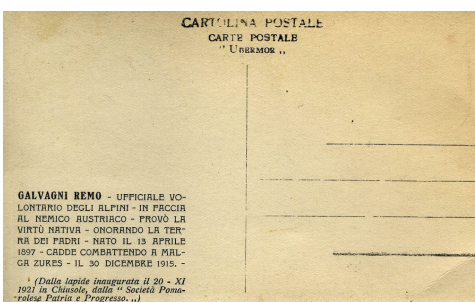 CARTOLINA POSTALE
CARTE POSTALE
" UBERMOR „
GALVAGNI REMO - UFFICIALE VO-
LONTARIO DEGLI ALPINI - IN FACCIA
AL NEMICO AUSTRIACO - PROVÒ LA
VIRTÙ NATIVA - ONORANDO LA TER-
RA DEI PADRI - NATO IL 13 APRILE
1897 - CADDE COMBATTENDO A MAL-
GA ZURES - IL 30 DICEMBRE 1915. -
(Dalla lapide inaugurata il 20 - XI
1921 in Chiusole, dalla " Società Poma-
rolese Patria e Progresso. „)